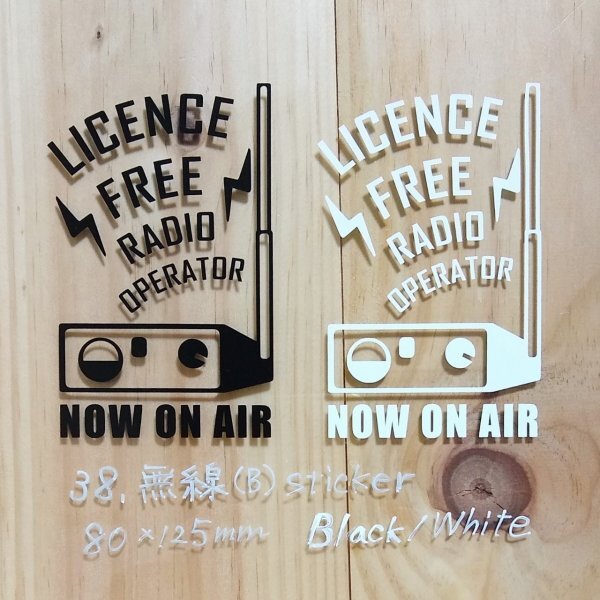 LICENCE
FREE
RADIO
OPERATOR
NOW ON AIR
LICENCE
FREE
RADIO
OPERATOR
NOW ON AIR
38. 無線(B) sticker
80×125mm Black/White